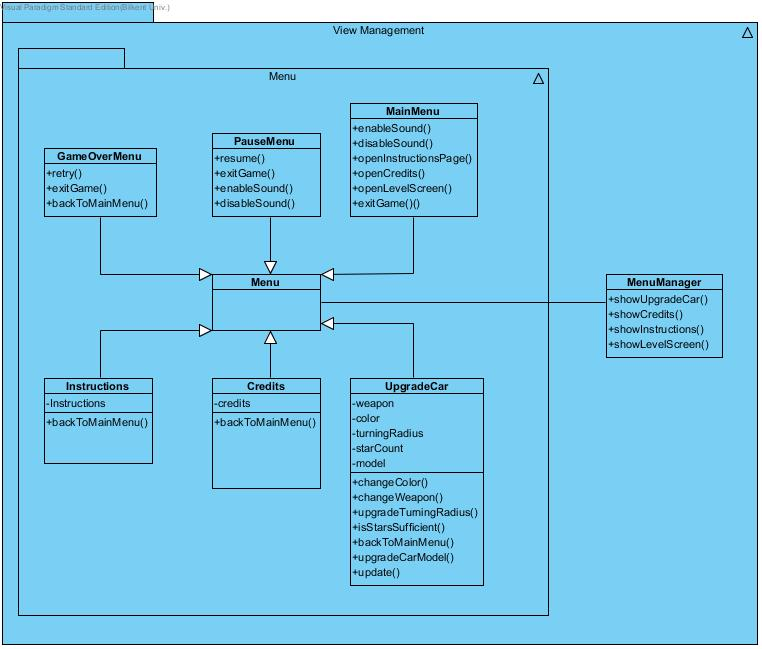 Visual Paradigm Standard Edition(Bilkent Univ.)
View Management
Menu
MainMenu
+enableSound()
+disableSound()
+openInstructionsPage()
+openCredits()
+openLevelScreen()
+exitGame()()
PauseMenu
+resume()
+exitGame()
+enableSound()
+disableSound()
GameOverMenu
+retry()
+exitGame()
+backToMainMenu()
Menu
MenuManager
+showUpgradeCar()
+showCredits()
+showInstructions()
+showLevelScreen()
Instructions
-Instructions
+backToMainMenu()
Credits
-credits
+backToMainMenu()
UpgradeCar
-weapon
-color
-turningRadius
-starCount
-model
+changeColor()
+changeWeapon()
+upgradeTurningRadius()
+isStarsSufficient()
+backToMainMenu()
+upgradeCarModel()
+update()